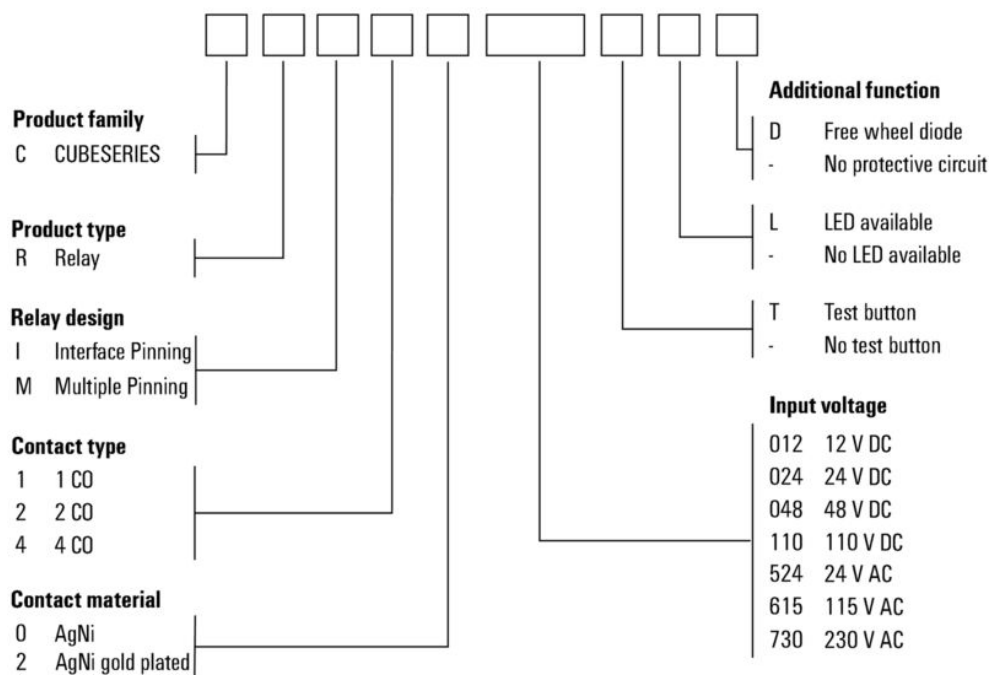 Product family
C CUBESERIES
Product type
R Relay
Relay design
I Interface Pinning
M Multiple Pinning
Contact type
1 1 CO
2 2 CO
4 4 CO
Contact material
0 AgNi
2 AgNi gold plated
Additional function
D Free wheel diode
- No protective circuit
L LED available
- No LED available
T Test button
- No test button
Input voltage
012 12 V DC
024 24 V DC
048 48 V DC
110 110 V DC
524 24 V AC
615 115 V AC
730 230 V AC